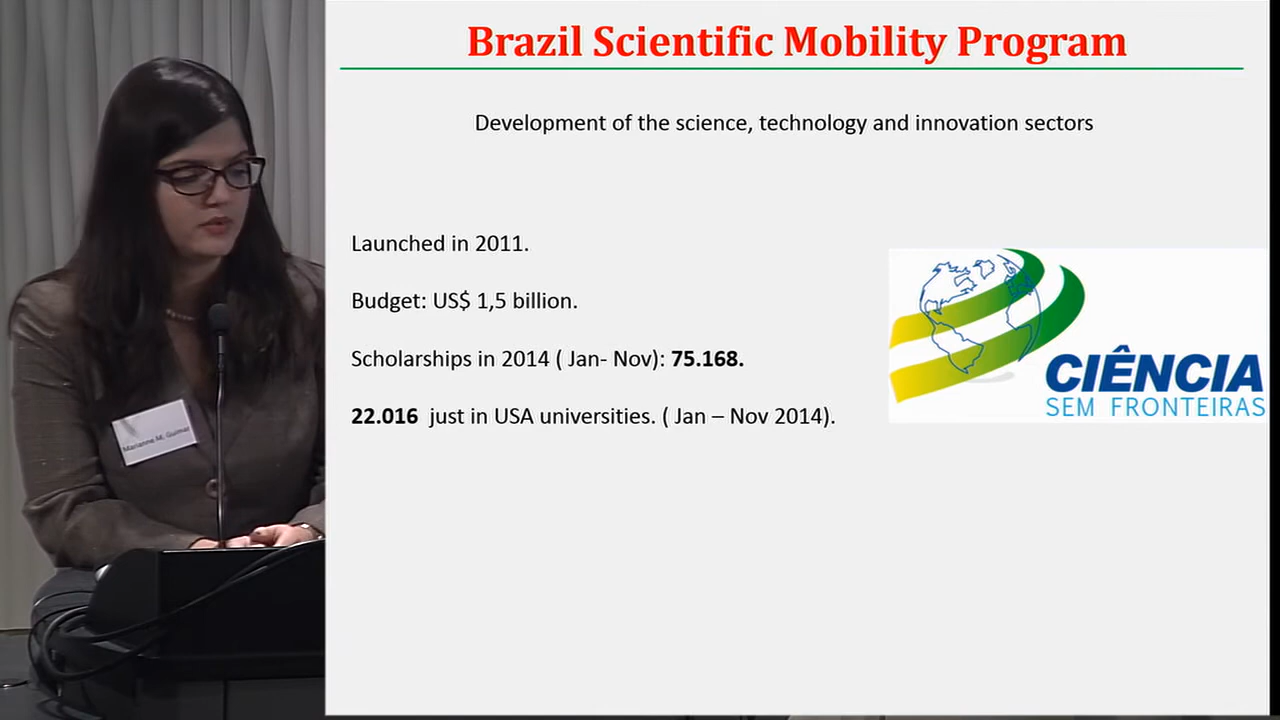 Brazil Scientific Mobility Program
Development of the science, technology and innovation sectors
Launched in 2011.
Budget: US$ 1,5 billion.
Scholarships in 2014 ( Jan- Nov): 75.168.
22.016 just in USA universities. ( Jan – Nov 2014).
CIÊNCIA
SEM FRONTEIRAS
Marianne M.